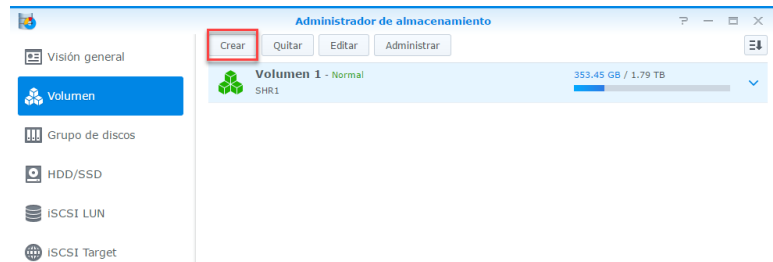 Administrador de almacenamiento
Crear Quitar Editar Administrar
Visión general
Volumen
Grupo de discos
HDD/SSD
iSCSI LUN
iSCSI Target
Volumen 1 - Normal 353.45 GB / 1.79 TB
SHR1